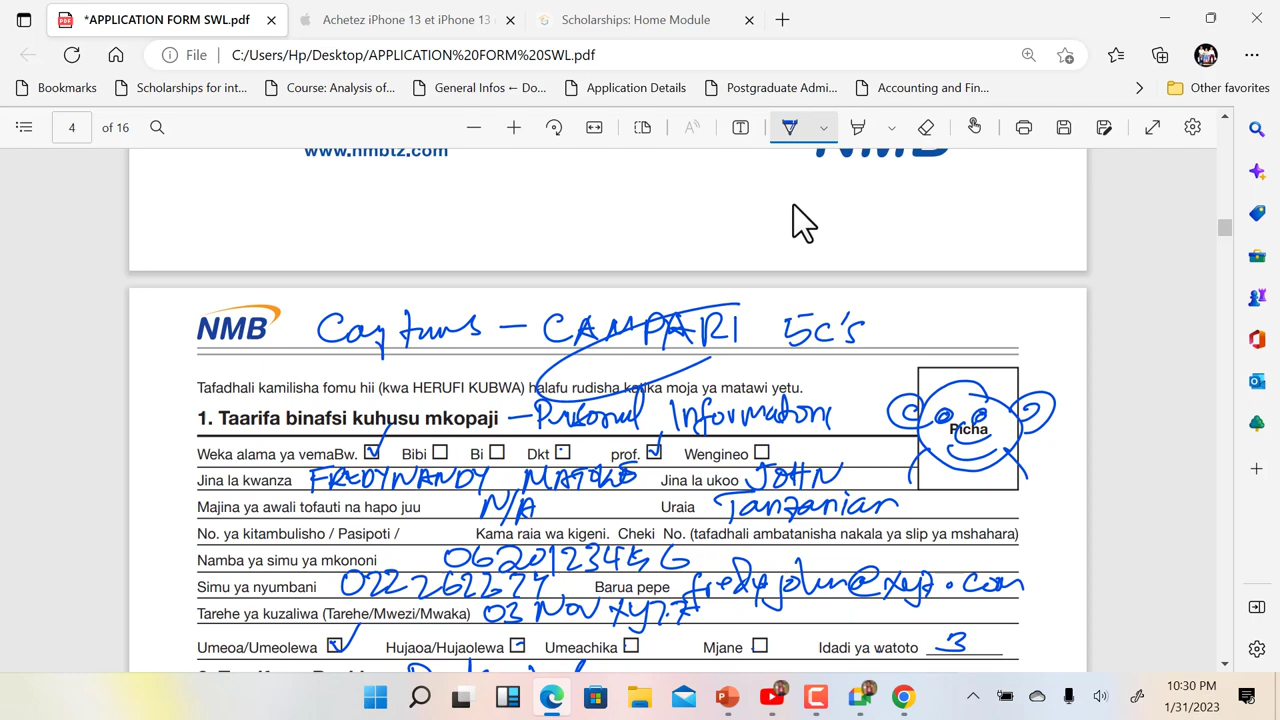 *APPLICATION FORM SWL.pdf
Achetez iPhone 13 et iPhone 13
Scholarships: Home Module
File C:/Users/Hp/Desktop/APPLICATION%20FORM%20SWL.pdf
Bookmarks Scholarships for int... Course: Analysis of... General Infos ← Do... Application Details Postgraduate Admi... Accounting and Fin... Other favorites
4 of 16
www.nmbtz.com NMB
NMB CAMPARI 5c's
Tafadhali kamilisha fomu hii (kwa HERUFI KUBWA) halafu rudisha katika moja ya matawi yetu.
1. Taarifa binafsi kuhusu mkopaji – Personal Information
Picha
Weka alama ya vemaBw. Bibi Bi Dkt prof. Wengineo
Jina la kwanza FREDYNANDY Jina la ukoo JOHN
Majina ya awali tofauti na hapo juu N/A Uraia Tanzanian
No. ya kitambulisho / Pasipoti / Kama raia wa kigeni. Cheki No. (tafadhali ambatanisha nakala ya slip ya mshahara)
Namba ya simu ya mkononi
Simu ya nyumbani Barua pepe fredyjohn@xyz.com
Tarehe ya kuzaliwa (Tarehe/Mwezi/Mwaka) 03 Nov
Umeoa/Umeolewa Hujaoa/Hujaolewa Umeachika Mjane Idadi ya watoto 3
10:30 PM
1/31/2023